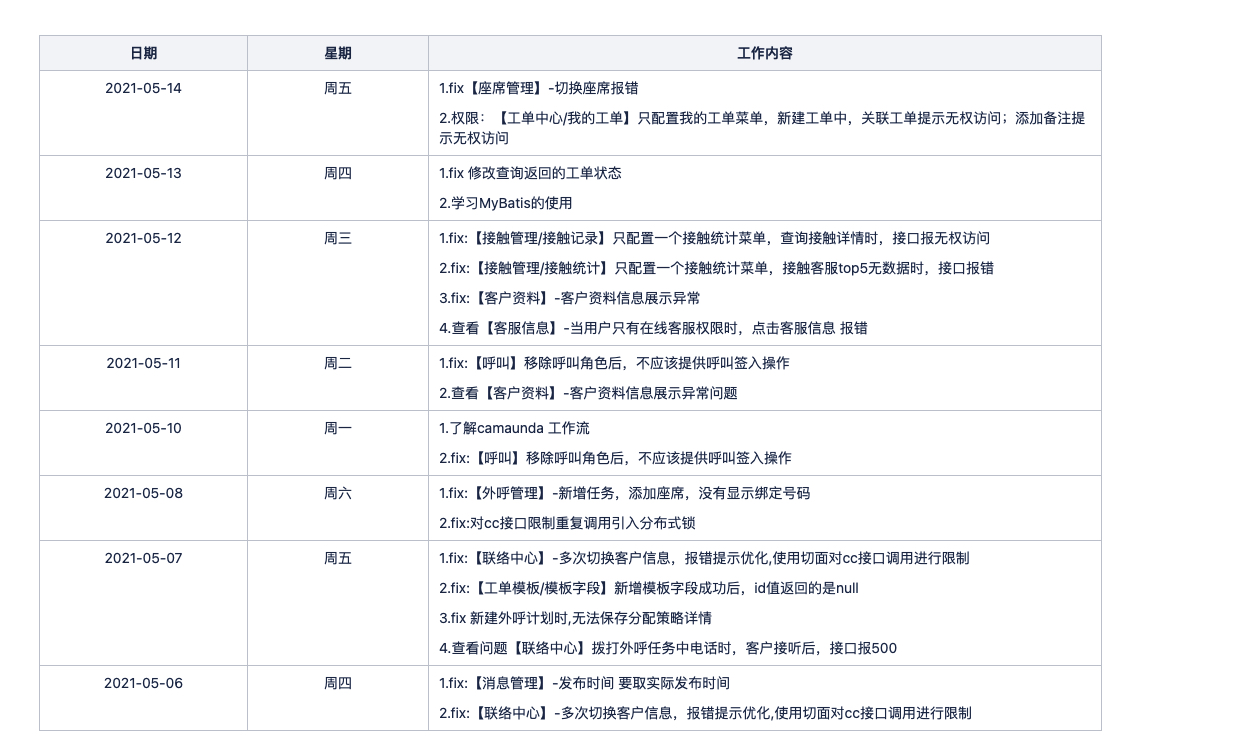 日期 星期 工作内容
2021-05-14 周五 1.fix【座席管理】-切换座席报错
2.权限：【工单中心/我的工单】只配置我的工单菜单，新建工单中，关联工单提示无权访问；添加备注提
示无权访问
2021-05-13 周四 1.fix 修改查询返回的工单状态
2.学习MyBatis的使用
2021-05-12 周三 1.fix:【接触管理/接触记录】只配置一个接触统计菜单，查询接触详情时，接口报无权访问
2.fix:【接触管理/接触统计】只配置一个接触统计菜单，接触客服top5无数据时，接口报错
3.fix:【客户资料】-客户资料信息展示异常
4.查看【客服信息】-当用户只有在线客服权限时，点击客服信息 报错
2021-05-11 周二 1.fix:【呼叫】移除呼叫角色后，不应该提供呼叫签入操作
2.查看【客户资料】-客户资料信息展示异常问题
2021-05-10 周一 1.了解camaunda 工作流
2.fix:【呼叫】移除呼叫角色后，不应该提供呼叫签入操作
2021-05-08 周六 1.fix:【外呼管理】-新增任务，添加座席，没有显示绑定号码
2.fix:对cc接口限制重复调用引入分布式锁
2021-05-07 周五 1.fix:【联络中心】-多次切换客户信息，报错提示优化,使用切面对cc接口调用进行限制
2.fix:【工单模板/模板字段】新增模板字段成功后，id值返回的是null
3.fix 新建外呼计划时,无法保存分配策略详情
4.查看问题【联络中心】拨打外呼任务中电话时，客户接听后，接口报500
2021-05-06 周四 1.fix:【消息管理】-发布时间 要取实际发布时间
2.fix:【联络中心】-多次切换客户信息，报错提示优化,使用切面对cc接口调用进行限制